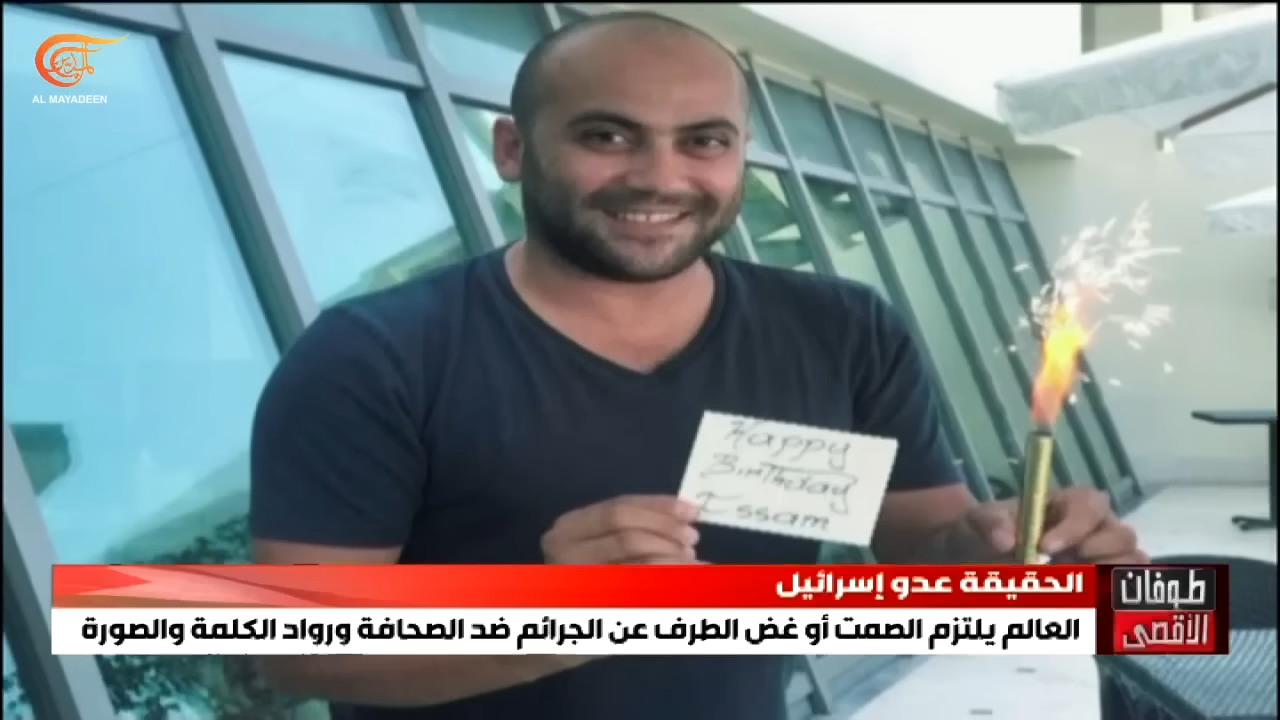 الميادين
AL MAYADEEN
Happy
Birthday
Essam
الحقيقة عدو إسرائيل
العالم يلتزم الصمت أو غض الطرف عن الجرائم ضد الصحافة ورواد الكلمة والصورة
طوفان
الأقصى